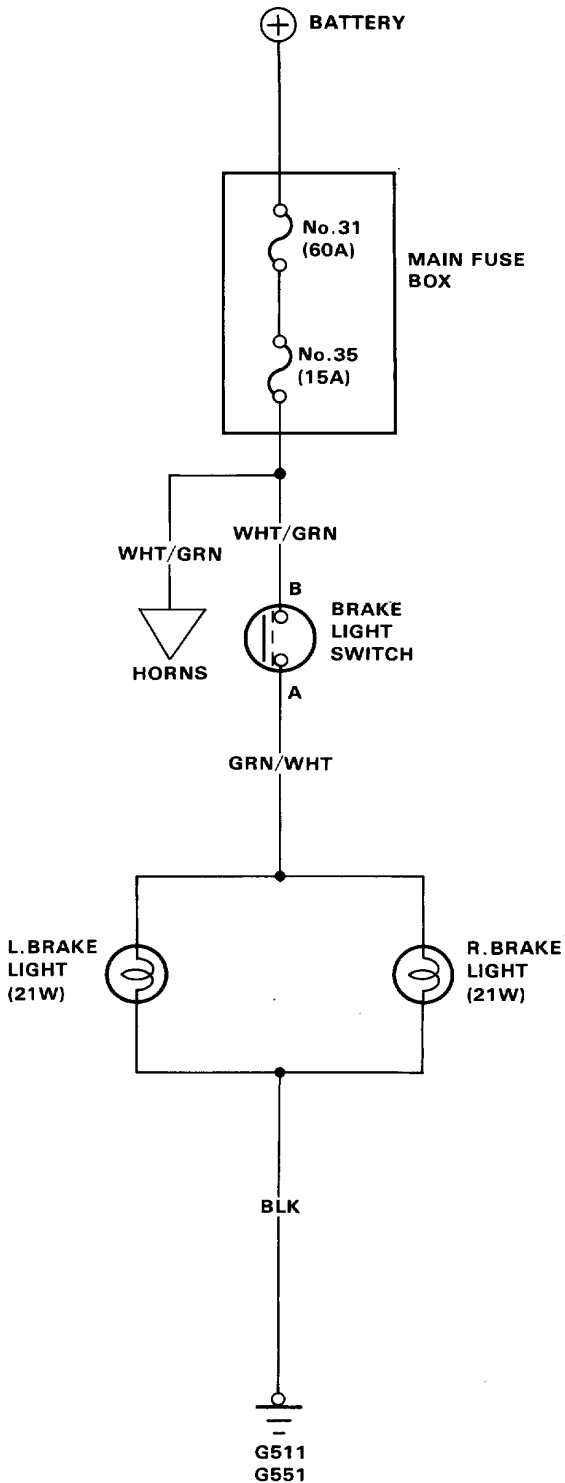 BATTERY
No.31
(60A)
MAIN FUSE
BOX
No.35
(15A)
WHT/GRN
WHT/GRN
B
BRAKE
LIGHT
SWITCH
HORNS
A
GRN/WHT
L.BRAKE
LIGHT
(21W)
R.BRAKE
LIGHT
(21W)
BLK
G511
G551